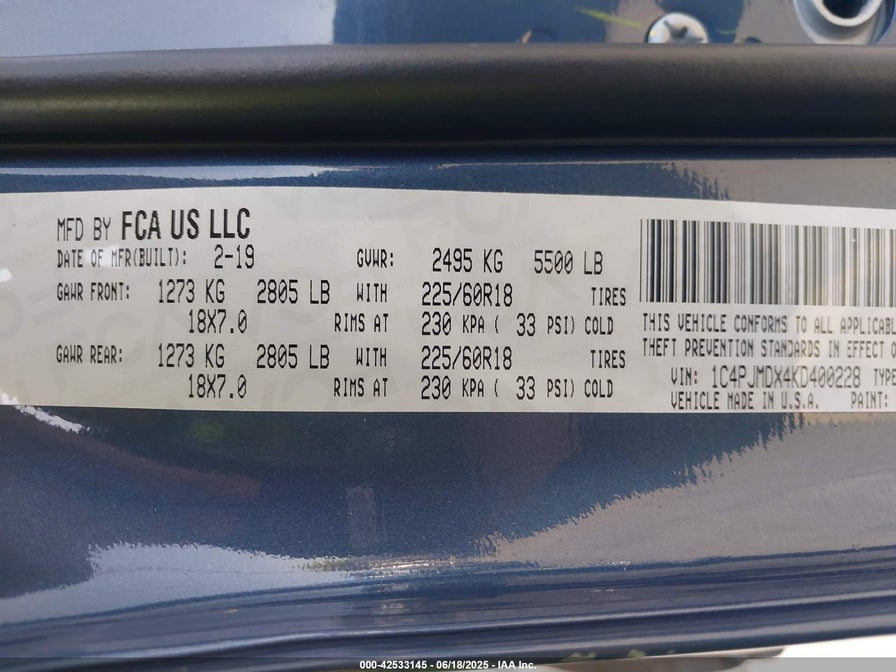 MFD BY FCA US LLC
DATE OF MFR(BUILT): 2-19 GVWR: 2495 KG 5500 LB
GAWR FRONT: 1273 KG 2805 LB WITH 225/60R18 TIRES
18X7.0 RIMS AT 230 KPA ( 33 PSI) COLD
GAWR REAR: 1273 KG 2805 LB WITH 225/60R18 TIRES
18X7.0 RIMS AT 230 KPA ( 33 PSI) COLD
THIS VEHICLE CONFORMS TO ALL APPLICABL
THEFT PREVENTION STANDARDS IN EFFECT O
VIN: 1C4PJMDX4KD400228 TYPE
VEHICLE MADE IN U.S.A. PAINT:
000-42533145 - 06/18/2025 - IAA Inc.